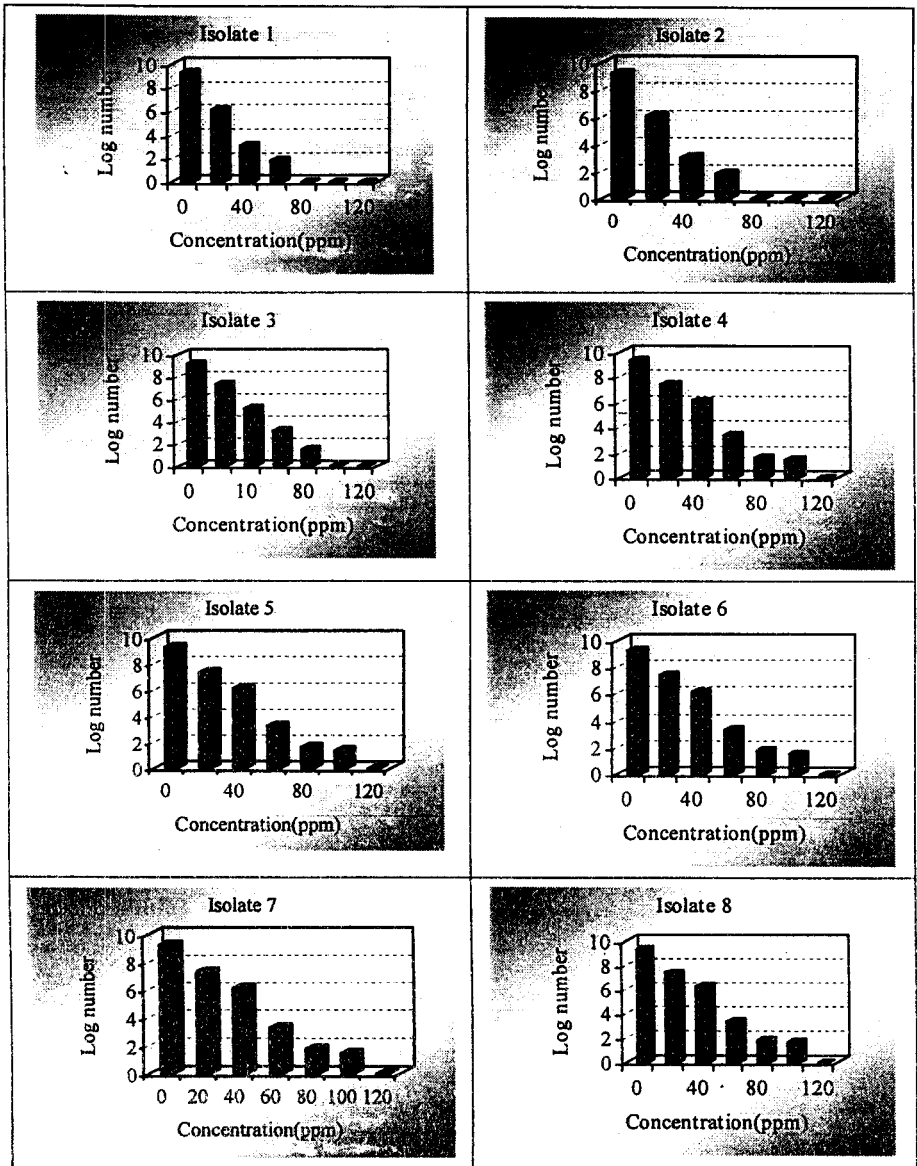 Isolate 1
Log number
10
8
6
4
2
0
0 40 80 120
Concentration(ppm)
Isolate 2
Log number
10
8
6
4
2
0
0 40 80 120
Concentration(ppm)
Isolate 3
Log number
10
8
6
4
2
0
0 10 80 120
Concentration(ppm)
Isolate 4
Log number
10
8
6
4
2
0
0 40 80 120
Concentration(ppm)
Isolate 5
Log number
10
8
6
4
2
0
0 40 80 120
Concentration(ppm)
Isolate 6
Log number
10
8
6
4
2
0
0 40 80 120
Concentration(ppm)
Isolate 7
Log number
10
8
6
4
2
0
0 20 40 60 80 100 120
Concentration(ppm)
Isolate 8
Log number
10
8
6
4
2
0
0 40 80 120
Concentration(ppm)